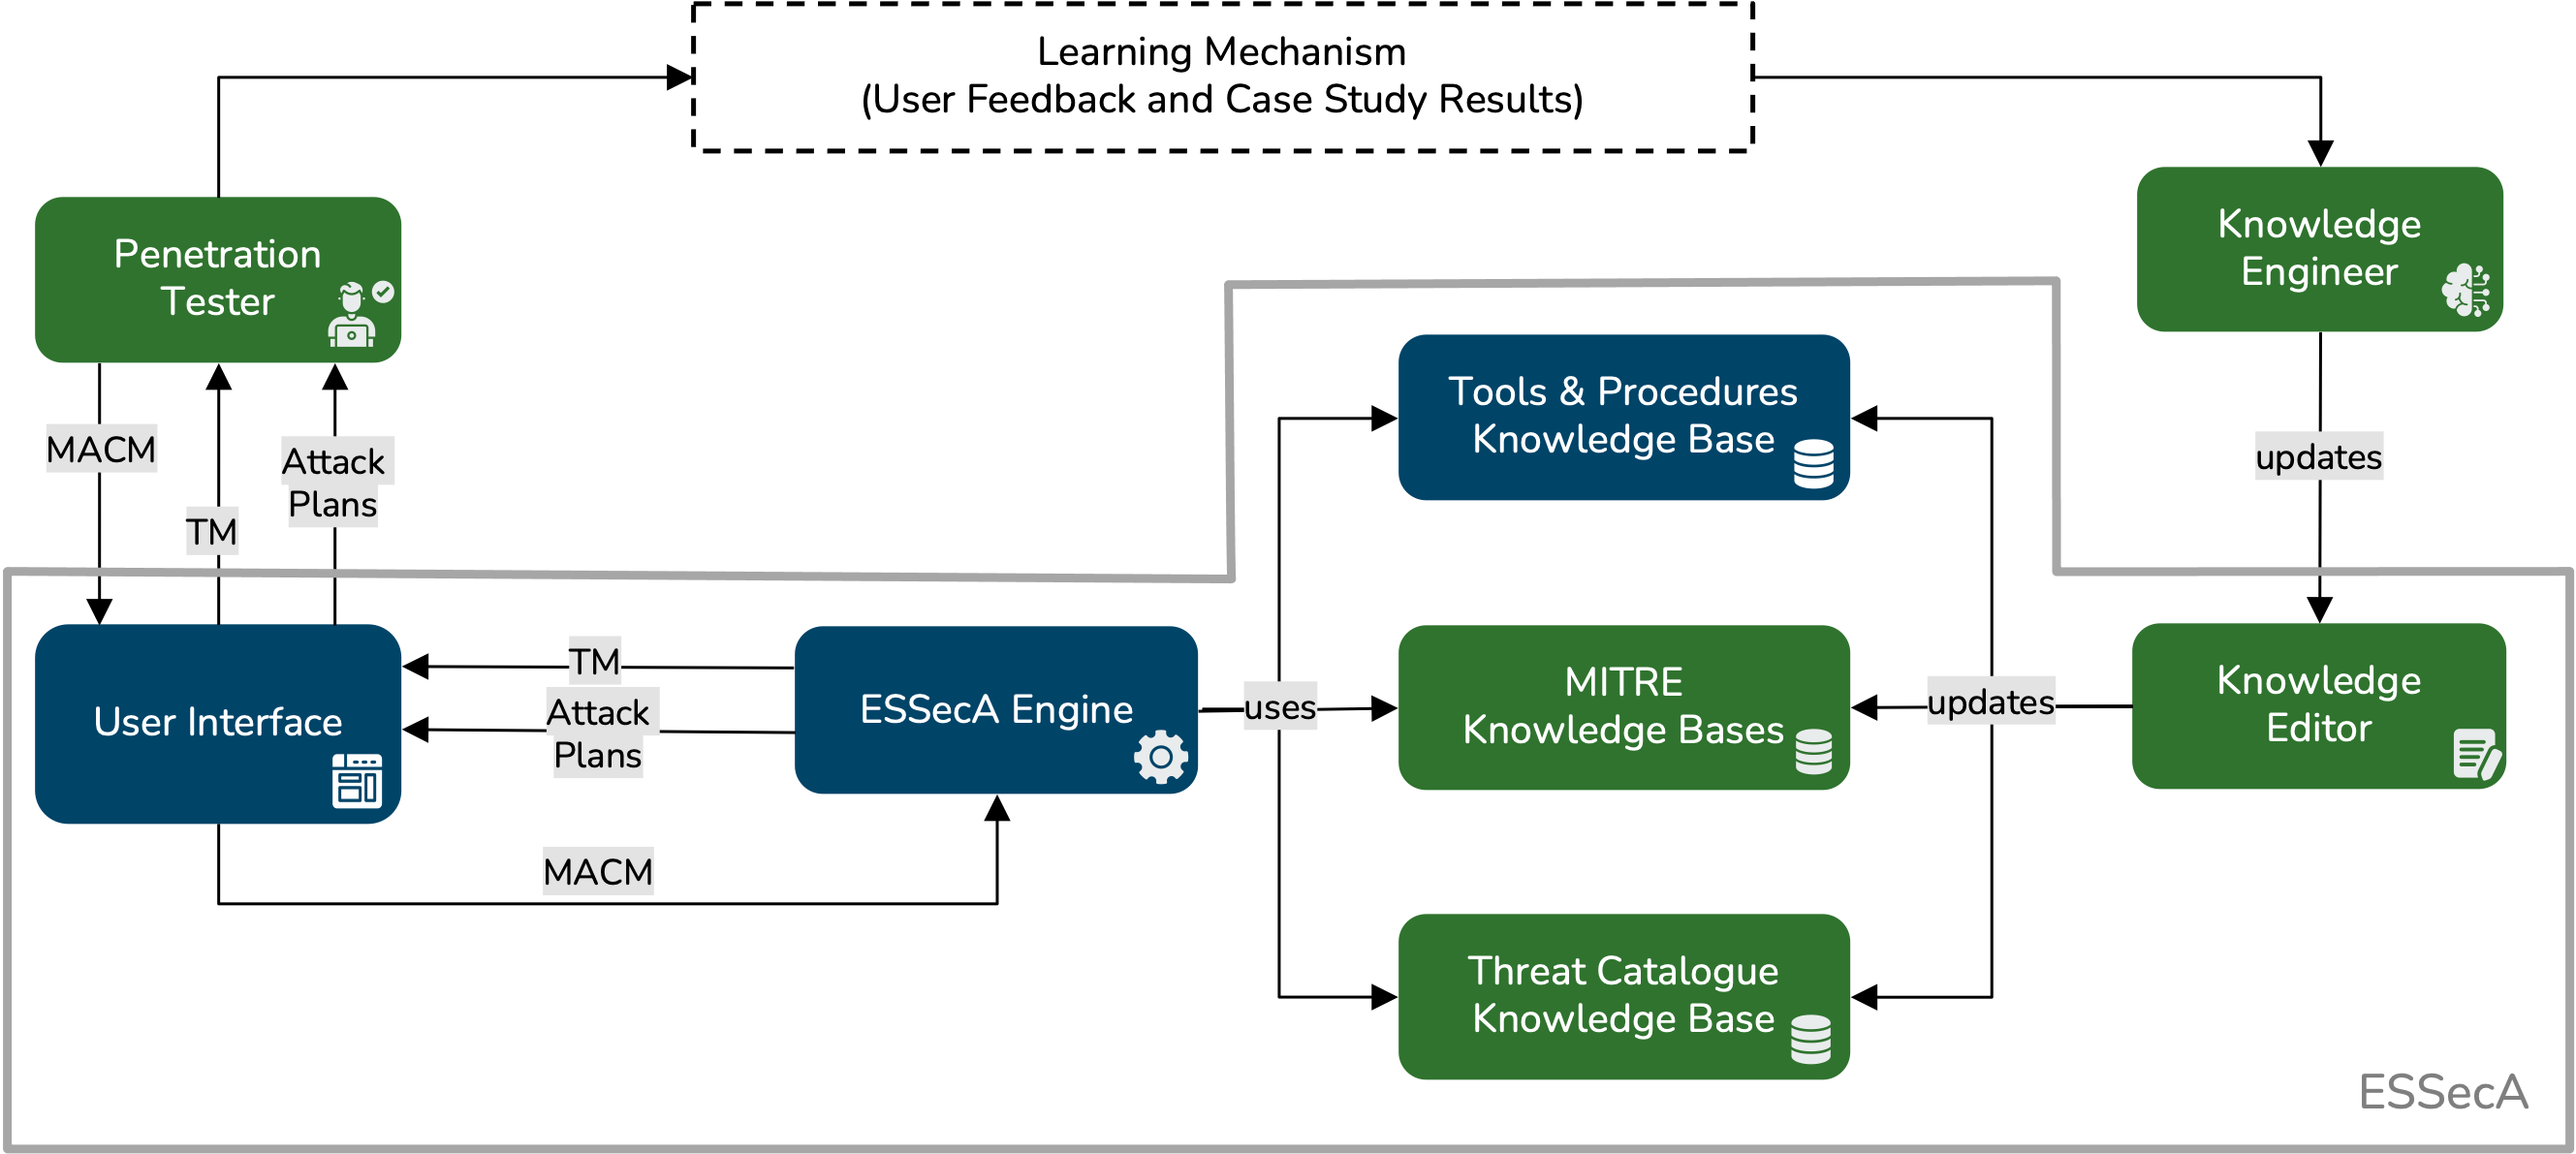 Learning Mechanism
(User Feedback and Case Study Results)
Penetration
Tester
Knowledge
Engineer
MACM
TM
Attack
Plans
Tools & Procedures
Knowledge Base
updates
User Interface
TM
Attack
Plans
MACM
ESSecA Engine
uses
MITRE
Knowledge Bases
updates
Knowledge
Editor
Threat Catalogue
Knowledge Base
ESSecA